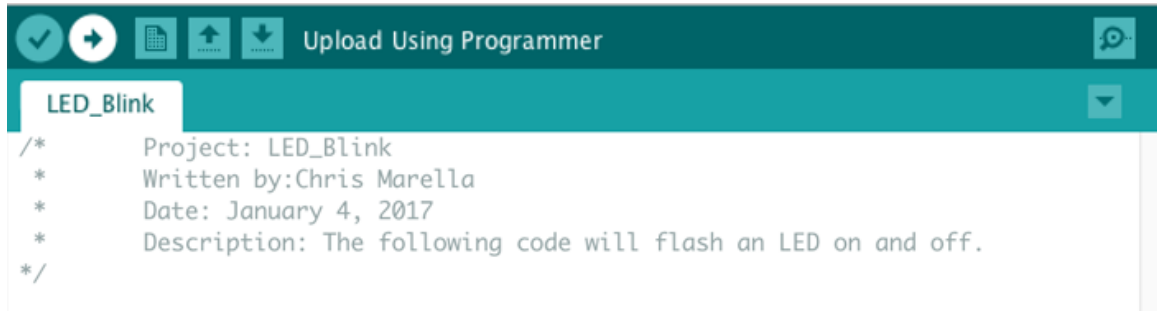 Upload Using Programmer
LED_Blink
/* Project: LED_Blink
* Written by:Chris Marella
* Date: January 4, 2017
* Description: The following code will flash an LED on and off.
*/